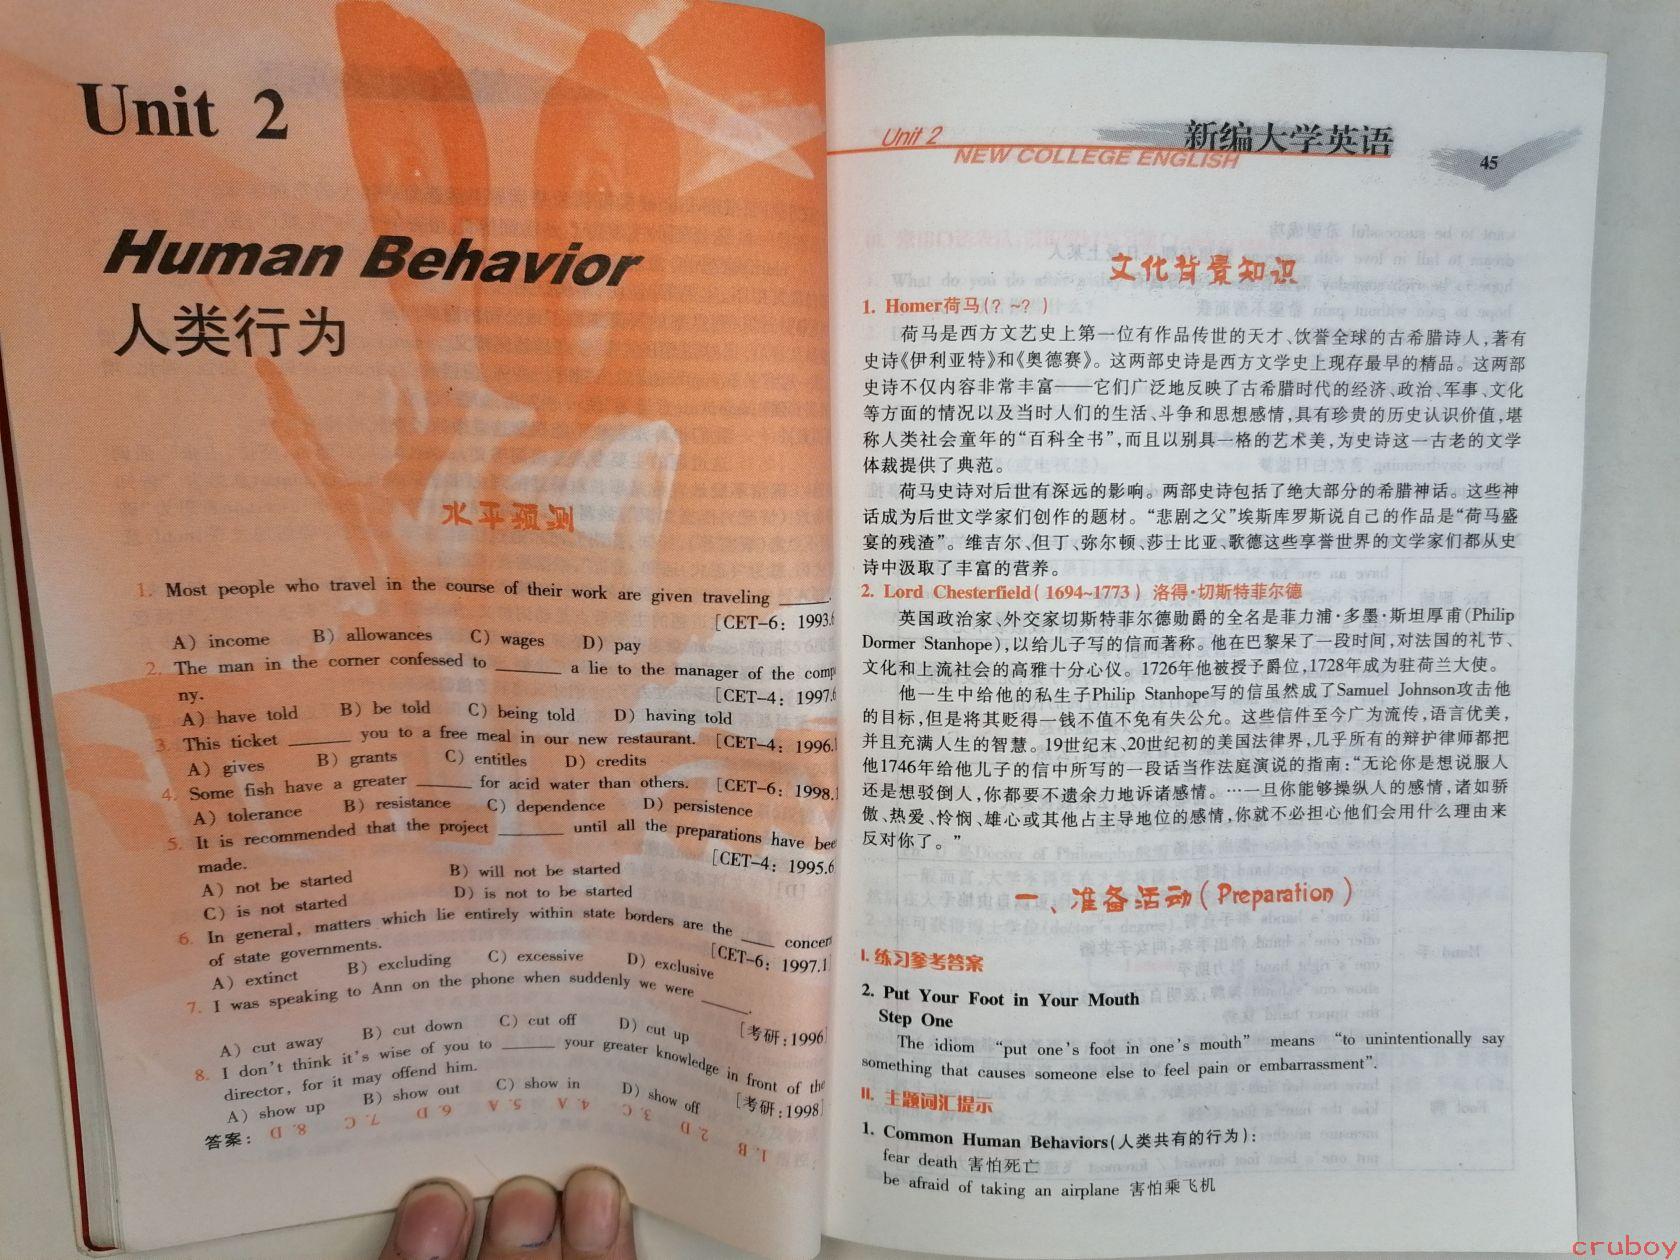 Unit 2
Human Behavior
人类行为
水平预测
1. Most people who travel in the course of their work are given traveling ____.
[CET-6: 1993.6
A) income B) allowances C) wages D) pay
2. The man in the corner confessed to ____ a lie to the manager of the comp
ny. [CET-4: 1997.6
A) have told B) be told C) being told D) having told
3. This ticket ____ you to a free meal in our new restaurant. [CET-4: 1996.1
A) gives B) grants C) entitles D) credits
4. Some fish have a greater ____ for acid water than others. [CET-6: 1998.1
A) tolerance B) resistance C) dependence D) persistence
5. It is recommended that the project ____ until all the preparations have bee
made. [CET-4: 1995.6
A) not be started B) will not be started
C) is not started D) is not to be started
6. In general, matters which lie entirely within state borders are the ____ concern
of state governments. [CET-6: 1997.1
A) extinct B) excluding C) excessive D) exclusive
7. I was speaking to Ann on the phone when suddenly we were ____.
[考研:1996]
A) cut away B) cut down C) cut off D) cut up
8. I don't think it's wise of you to ____ your greater knowledge in front of the
director, for it may offend him. [考研:1998]
A) show up B) show out C) show in D) show off
答案: 1. B 2. D 3. C 4. A 5. A 6. D 7. C 8. D
Unit 2 新编大学英语 45
NEW COLLEGE ENGLISH
文化背景知识
1. Homer荷马(? ~? )
荷马是西方文艺史上第一位有作品传世的天才、饮誉全球的古希腊诗人,著有
史诗《伊利亚特》和《奥德赛》。这两部史诗是西方文学史上现存最早的精品。这两部
史诗不仅内容非常丰富——它们广泛地反映了古希腊时代的经济、政治、军事、文化
等方面的情况以及当时人们的生活、斗争和思想感情,具有珍贵的历史认识价值,堪
称人类社会童年的“百科全书”,而且以别具一格的艺术美,为史诗这一古老的文学
体裁提供了典范。
荷马史诗对后世有深远的影响。两部史诗包括了绝大部分的希腊神话。这些神
话成为后世文学家们创作的题材。“悲剧之父”埃斯库罗斯说自己的作品是“荷马盛
宴的残渣”。维吉尔、但丁、弥尔顿、莎士比亚、歌德这些享誉世界的文学家们都从史
诗中汲取了丰富的营养。
2. Lord Chesterfield( 1694~1773 ) 洛得·切斯特菲尔德
英国政治家、外交家切斯特菲尔德勋爵的全名是菲力浦·多墨·斯坦厚甫(Philip
Dormer Stanhope),以给儿子写的信而著称。他在巴黎呆了一段时间,对法国的礼节、
文化和上流社会的高雅十分心仪。1726年他被授予爵位,1728年成为驻荷兰大使。
他一生中给他的私生子Philip Stanhope写的信虽然成了Samuel Johnson攻击他
的目标,但是将其贬得一钱不值不免有失公允。这些信件至今广为流传,语言优美,
并且充满人生的智慧。19世纪末、20世纪初的美国法律界,几乎所有的辩护律师都把
他1746年给他儿子的信中所写的一段话当作法庭演说的指南:“无论你是想说服人
还是想驳倒人,你都要不遗余力地诉诸感情。…一旦你能够操纵人的感情,诸如骄
傲、热爱、怜悯、雄心或其他占主导地位的感情,你就不必担心他们会用什么理由来
反对你了。”
一、准备活动(Preparation)
I. 练习参考答案
2. Put Your Foot in Your Mouth
Step One
The idiom “put one's foot in one's mouth” means “to unintentionally say
something that causes someone else to feel pain or embarrassment”.
II. 主题词汇提示
1. Common Human Behaviors(人类共有的行为):
fear death 害怕死亡
be afraid of taking an airplane 害怕乘飞机
cruboy